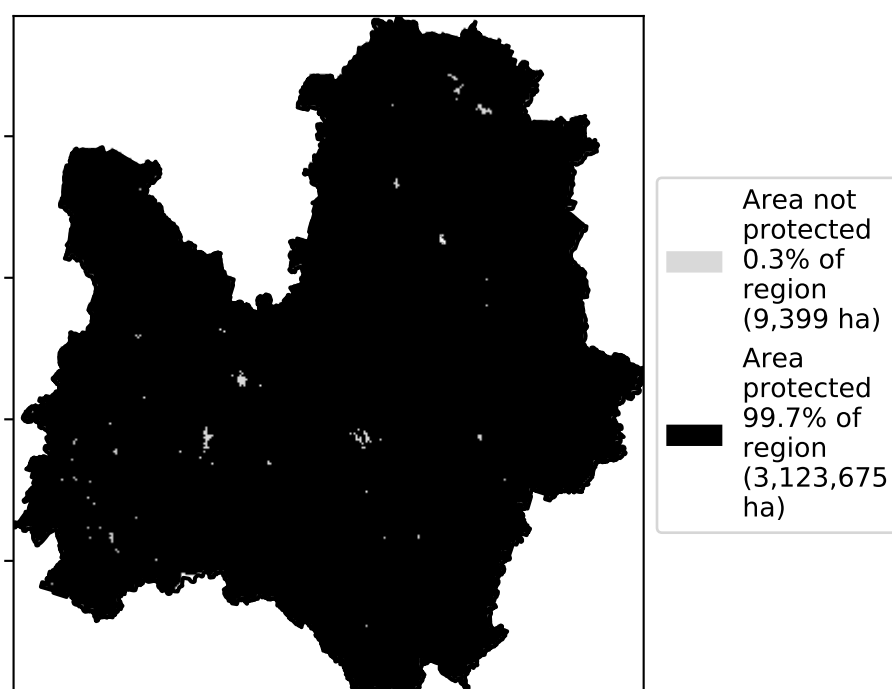 Area not
protected
0.3% of
region
(9,399 ha)
Area
protected
99.7% of
region
(3,123,675
ha)